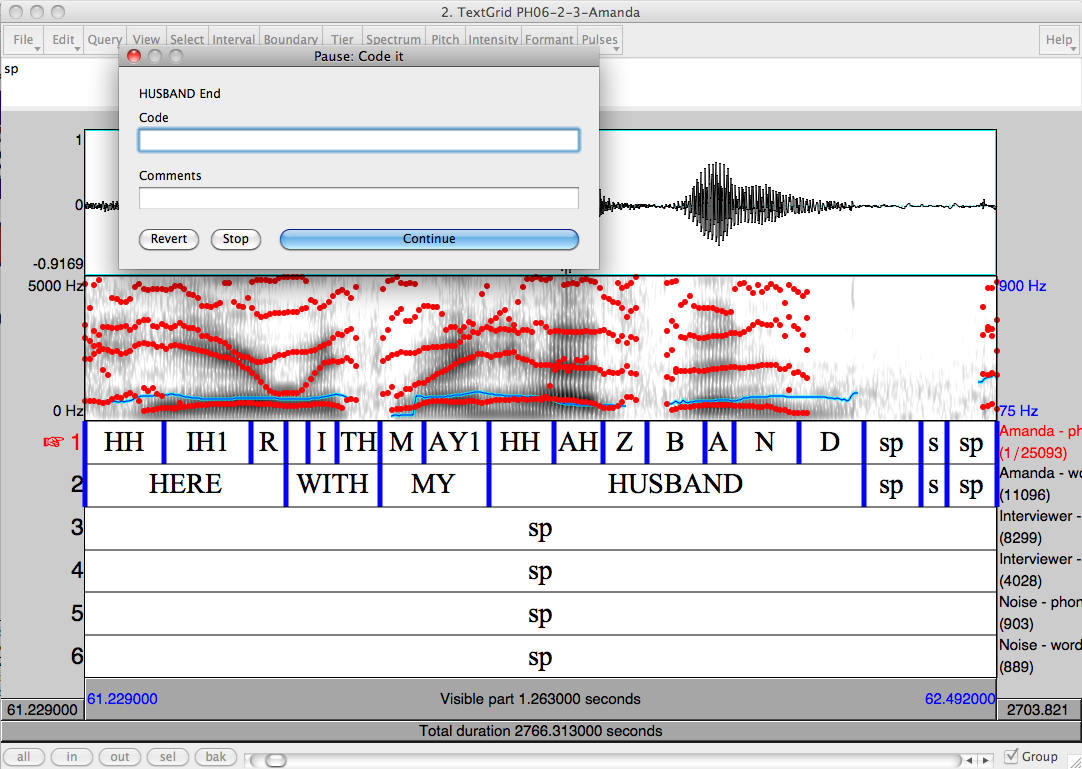 2. TextGrid PH06-2-3-Amanda
File Edit Query View Select Interval Boundary Tier Spectrum Pitch Intensity Formant Pulses Help
sp
Pause: Code it
HUSBAND End
Code
Comments
Revert Stop Continue
1
0
-0.9169
5000 Hz 900 Hz
0 Hz 75 Hz
1 HH IH1 R I TH M AY1 HH AH Z B A N D sp s sp Amanda - ph
(1/25093)
2 HERE WITH MY HUSBAND sp s sp Amanda - wo
(11096)
3 sp Interviewer -
(8299)
4 sp Interviewer -
(4028)
5 sp Noise - phon
(903)
6 sp Noise - word
(889)
61.229000 Visible part 1.263000 seconds 62.492000
61.229000 2703.821
Total duration 2766.313000 seconds
all in out sel bak Group